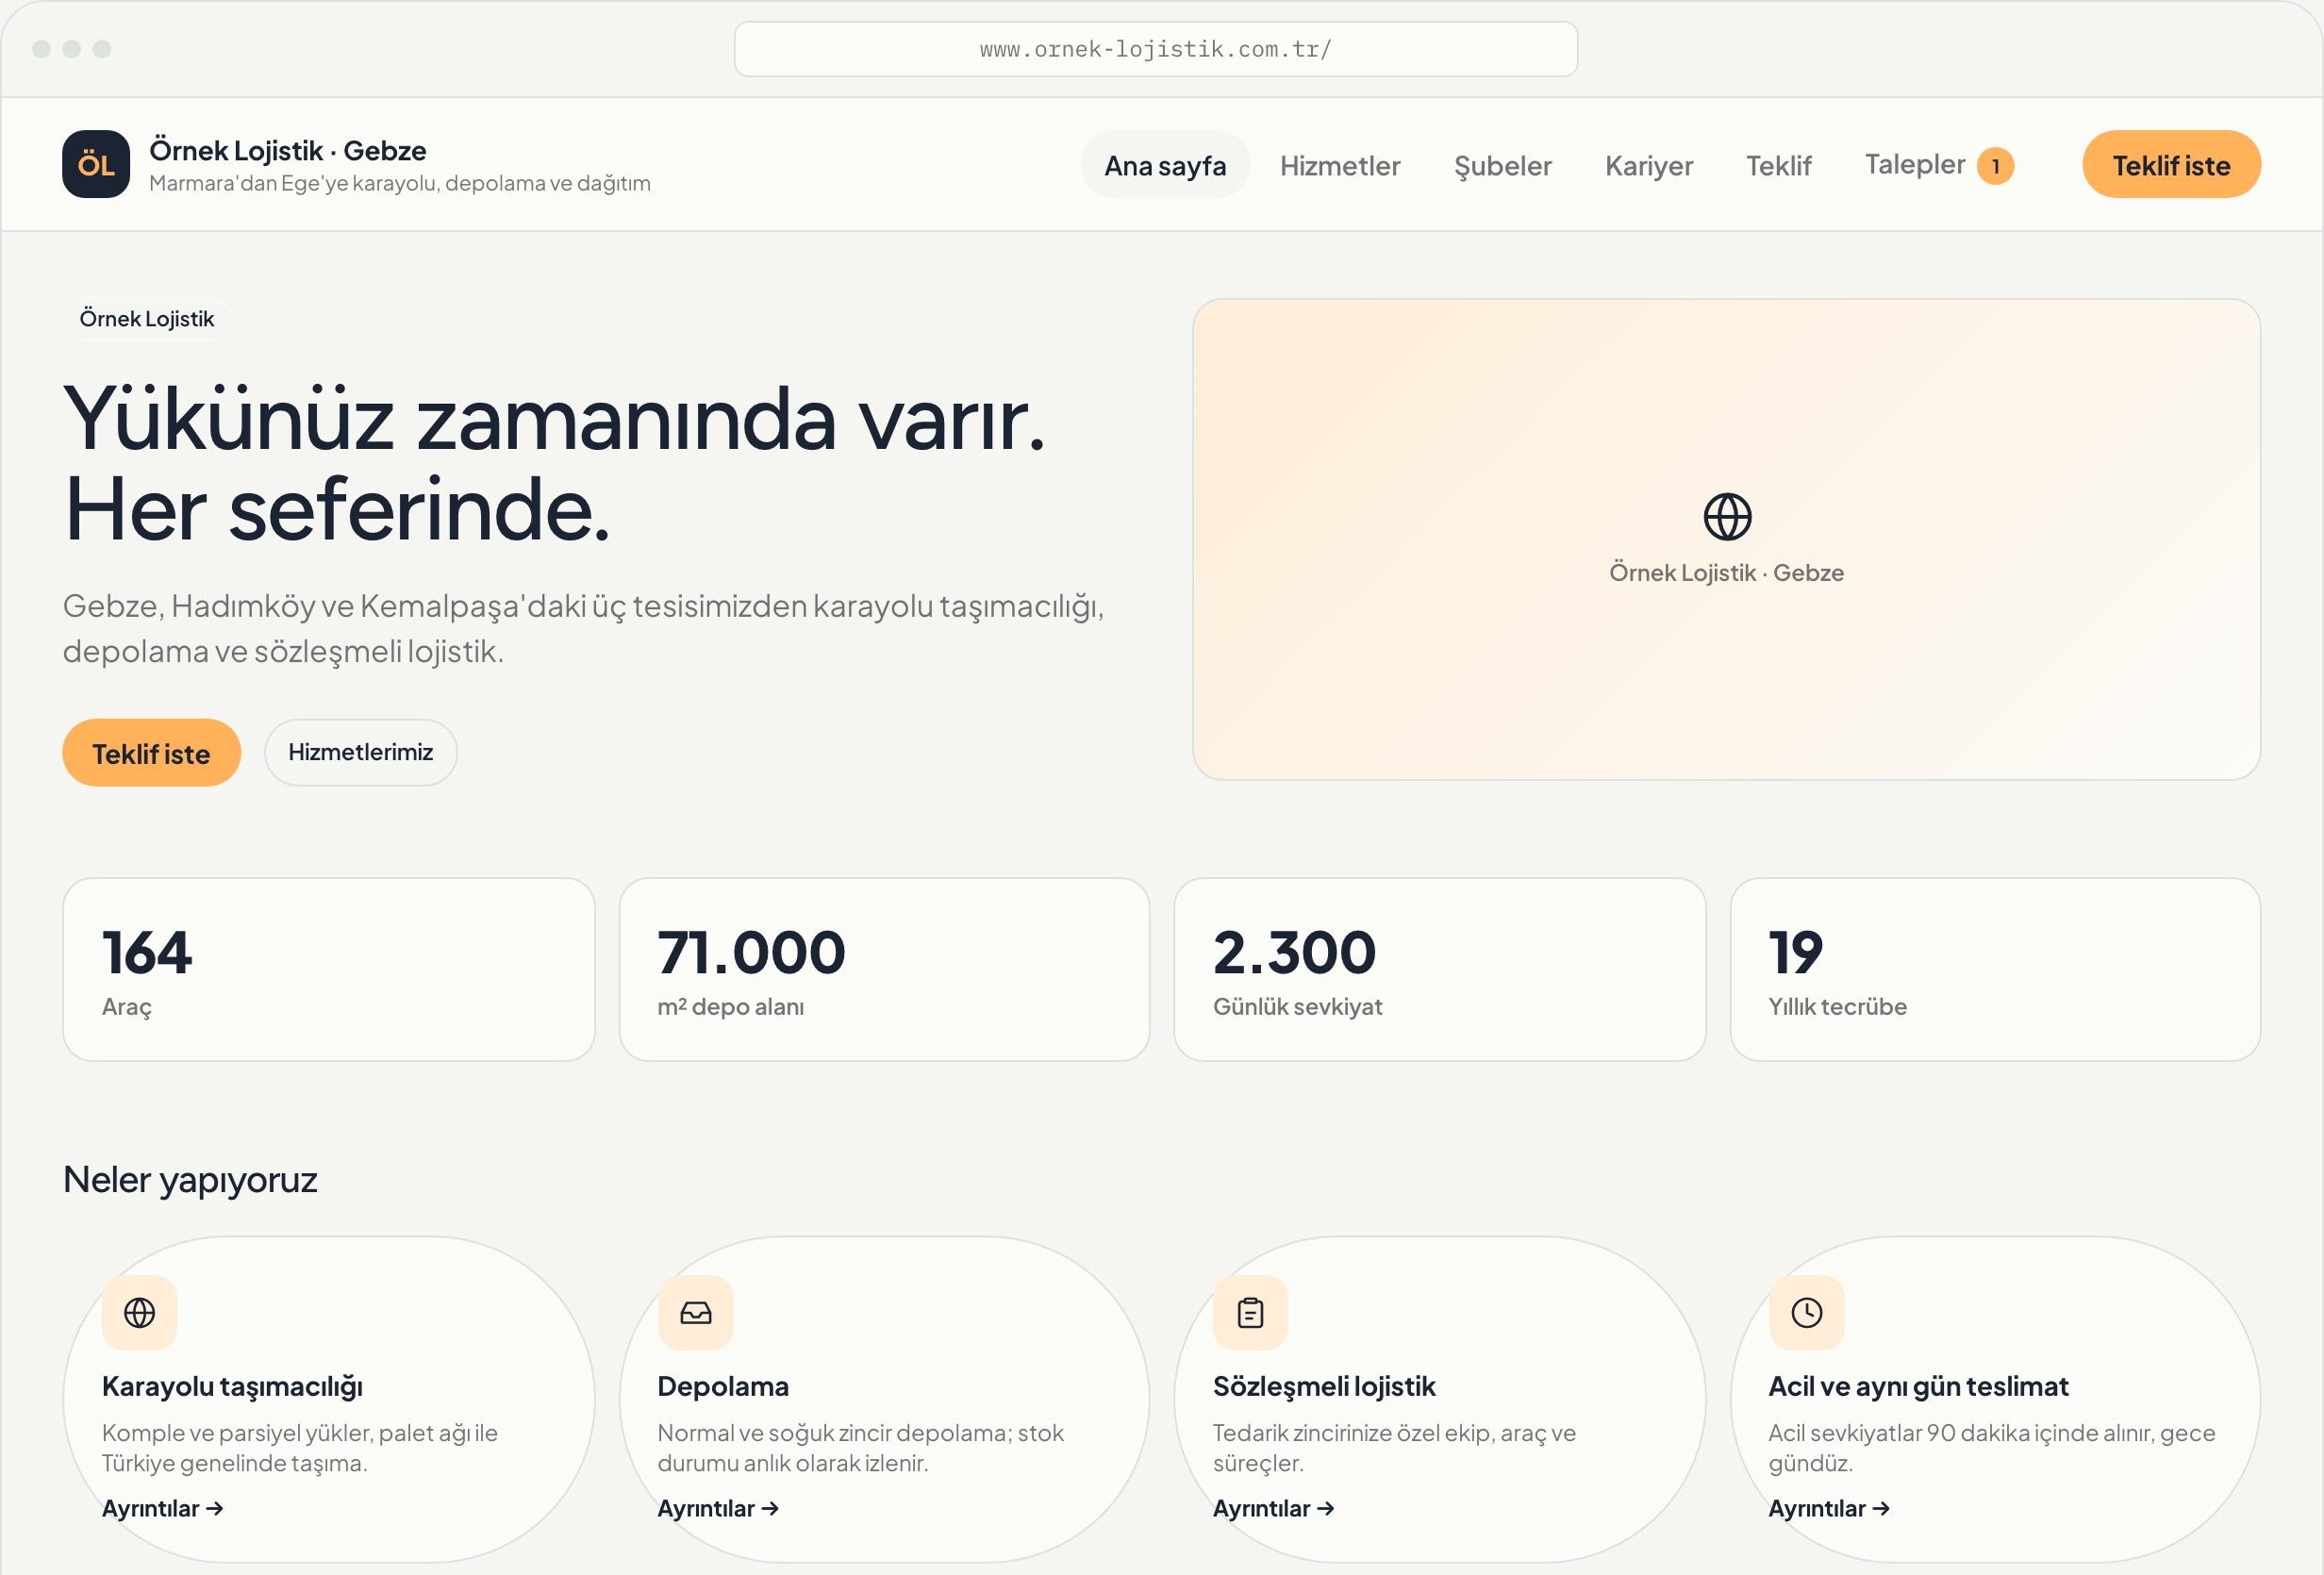 www.ornek-lojistik.com.tr/
ÖL
Örnek Lojistik · Gebze
Marmara'dan Ege'ye karayolu, depolama ve dağıtım
Ana sayfa
Hizmetler
Şubeler
Kariyer
Teklif
Talepler 1
Teklif iste
Örnek Lojistik
Yükünüz zamanında varır.
Her seferinde.
Gebze, Hadımköy ve Kemalpaşa'daki üç tesisimizden karayolu taşımacılığı,
depolama ve sözleşmeli lojistik.
Teklif iste
Hizmetlerimiz
Örnek Lojistik · Gebze
164
Araç
71.000
m² depo alanı
2.300
Günlük sevkiyat
19
Yıllık tecrübe
Neler yapıyoruz
Karayolu taşımacılığı
Komple ve parsiyel yükler, palet ağı ile
Türkiye genelinde taşıma.
Ayrıntılar →
Depolama
Normal ve soğuk zincir depolama; stok
durumu anlık olarak izlenir.
Ayrıntılar →
Sözleşmeli lojistik
Tedarik zincirinize özel ekip, araç ve
süreçler.
Ayrıntılar →
Acil ve aynı gün teslimat
Acil sevkiyatlar 90 dakika içinde alınır, gece
gündüz.
Ayrıntılar →